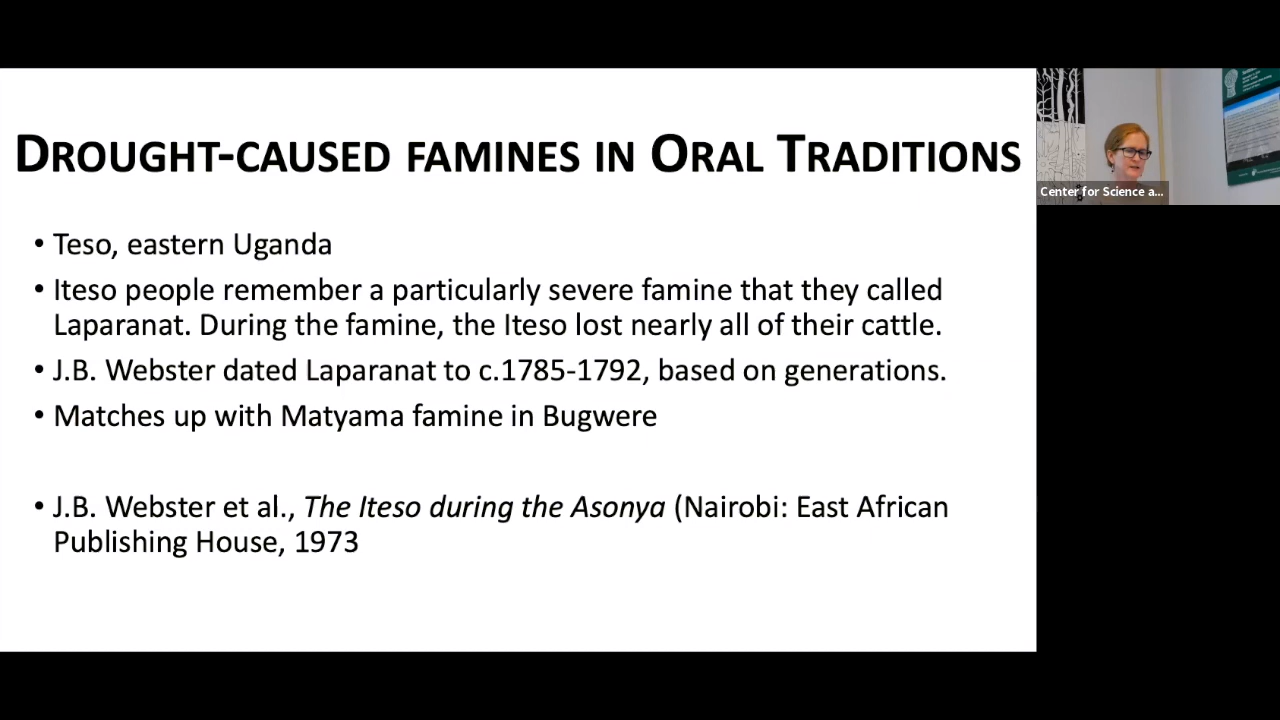 DROUGHT-CAUSED FAMINES IN ORAL TRADITIONS
• Teso, eastern Uganda
• Iteso people remember a particularly severe famine that they called
Laparanat. During the famine, the Iteso lost nearly all of their cattle.
• J.B. Webster dated Laparanat to c.1785-1792, based on generations.
• Matches up with Matyama famine in Bugwere
• J.B. Webster et al., The Iteso during the Asonya (Nairobi: East African
Publishing House, 1973
Center for Science a...